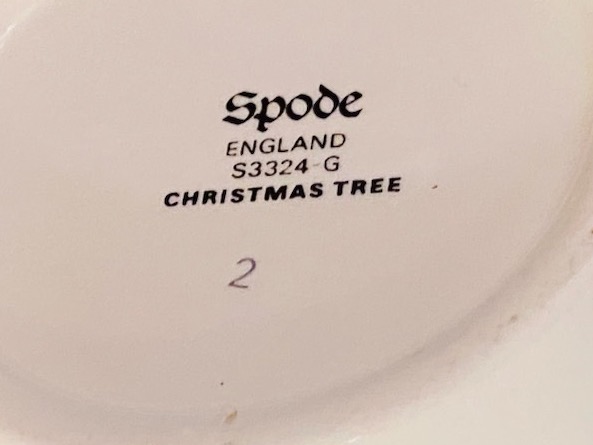 Spode
ENGLAND
S3324-G
CHRISTMAS TREE
2